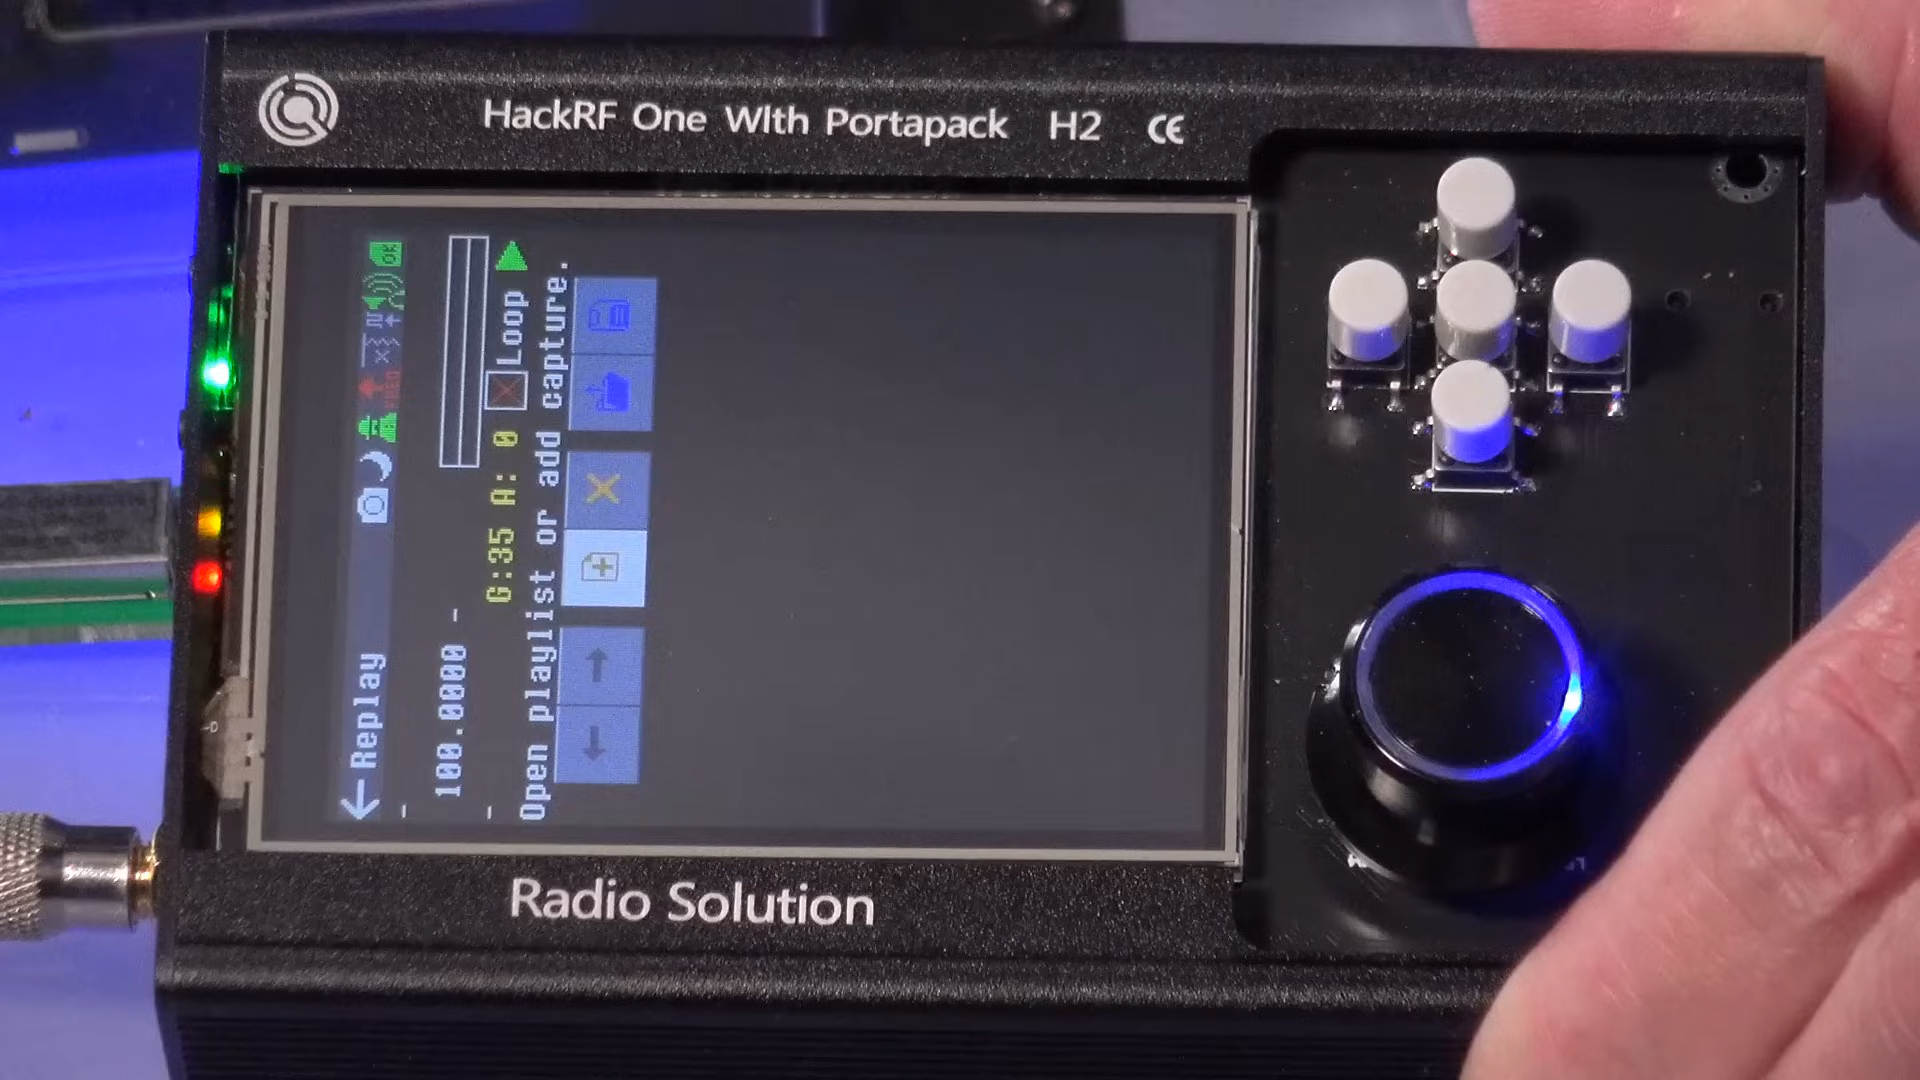 HackRF One WIth Portapack H2 CE
Replay
100.0000 -
G:35 A: 0 Loop
Open playlist or add capture.
Radio Solution